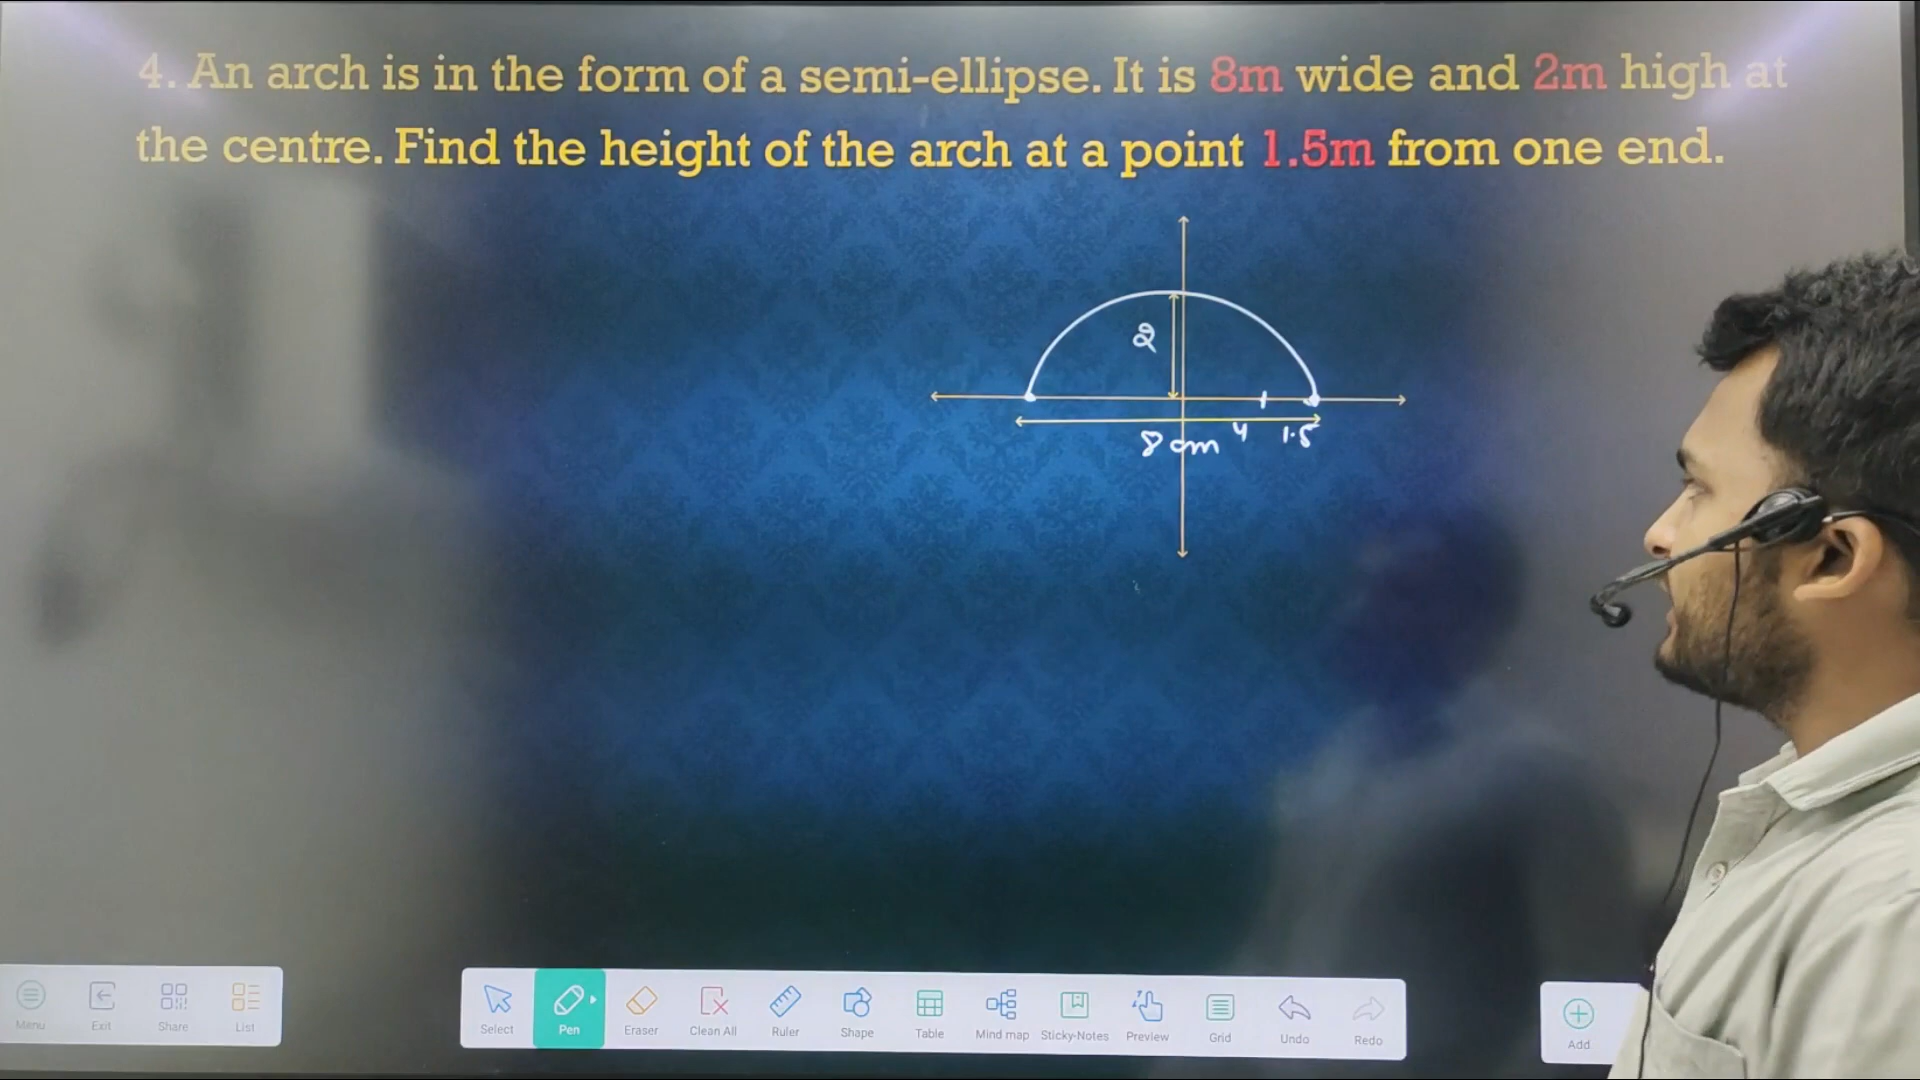 4. An arch is in the form of a semi-ellipse. It is 8m wide and 2m high at
the centre. Find the height of the arch at a point 1.5m from one end.
2
8 cm 4 1.5
Menu Exit Share List
Select Pen Eraser Clean All Ruler Shape Table Mind map Sticky-Notes Preview Grid Undo Redo
Add